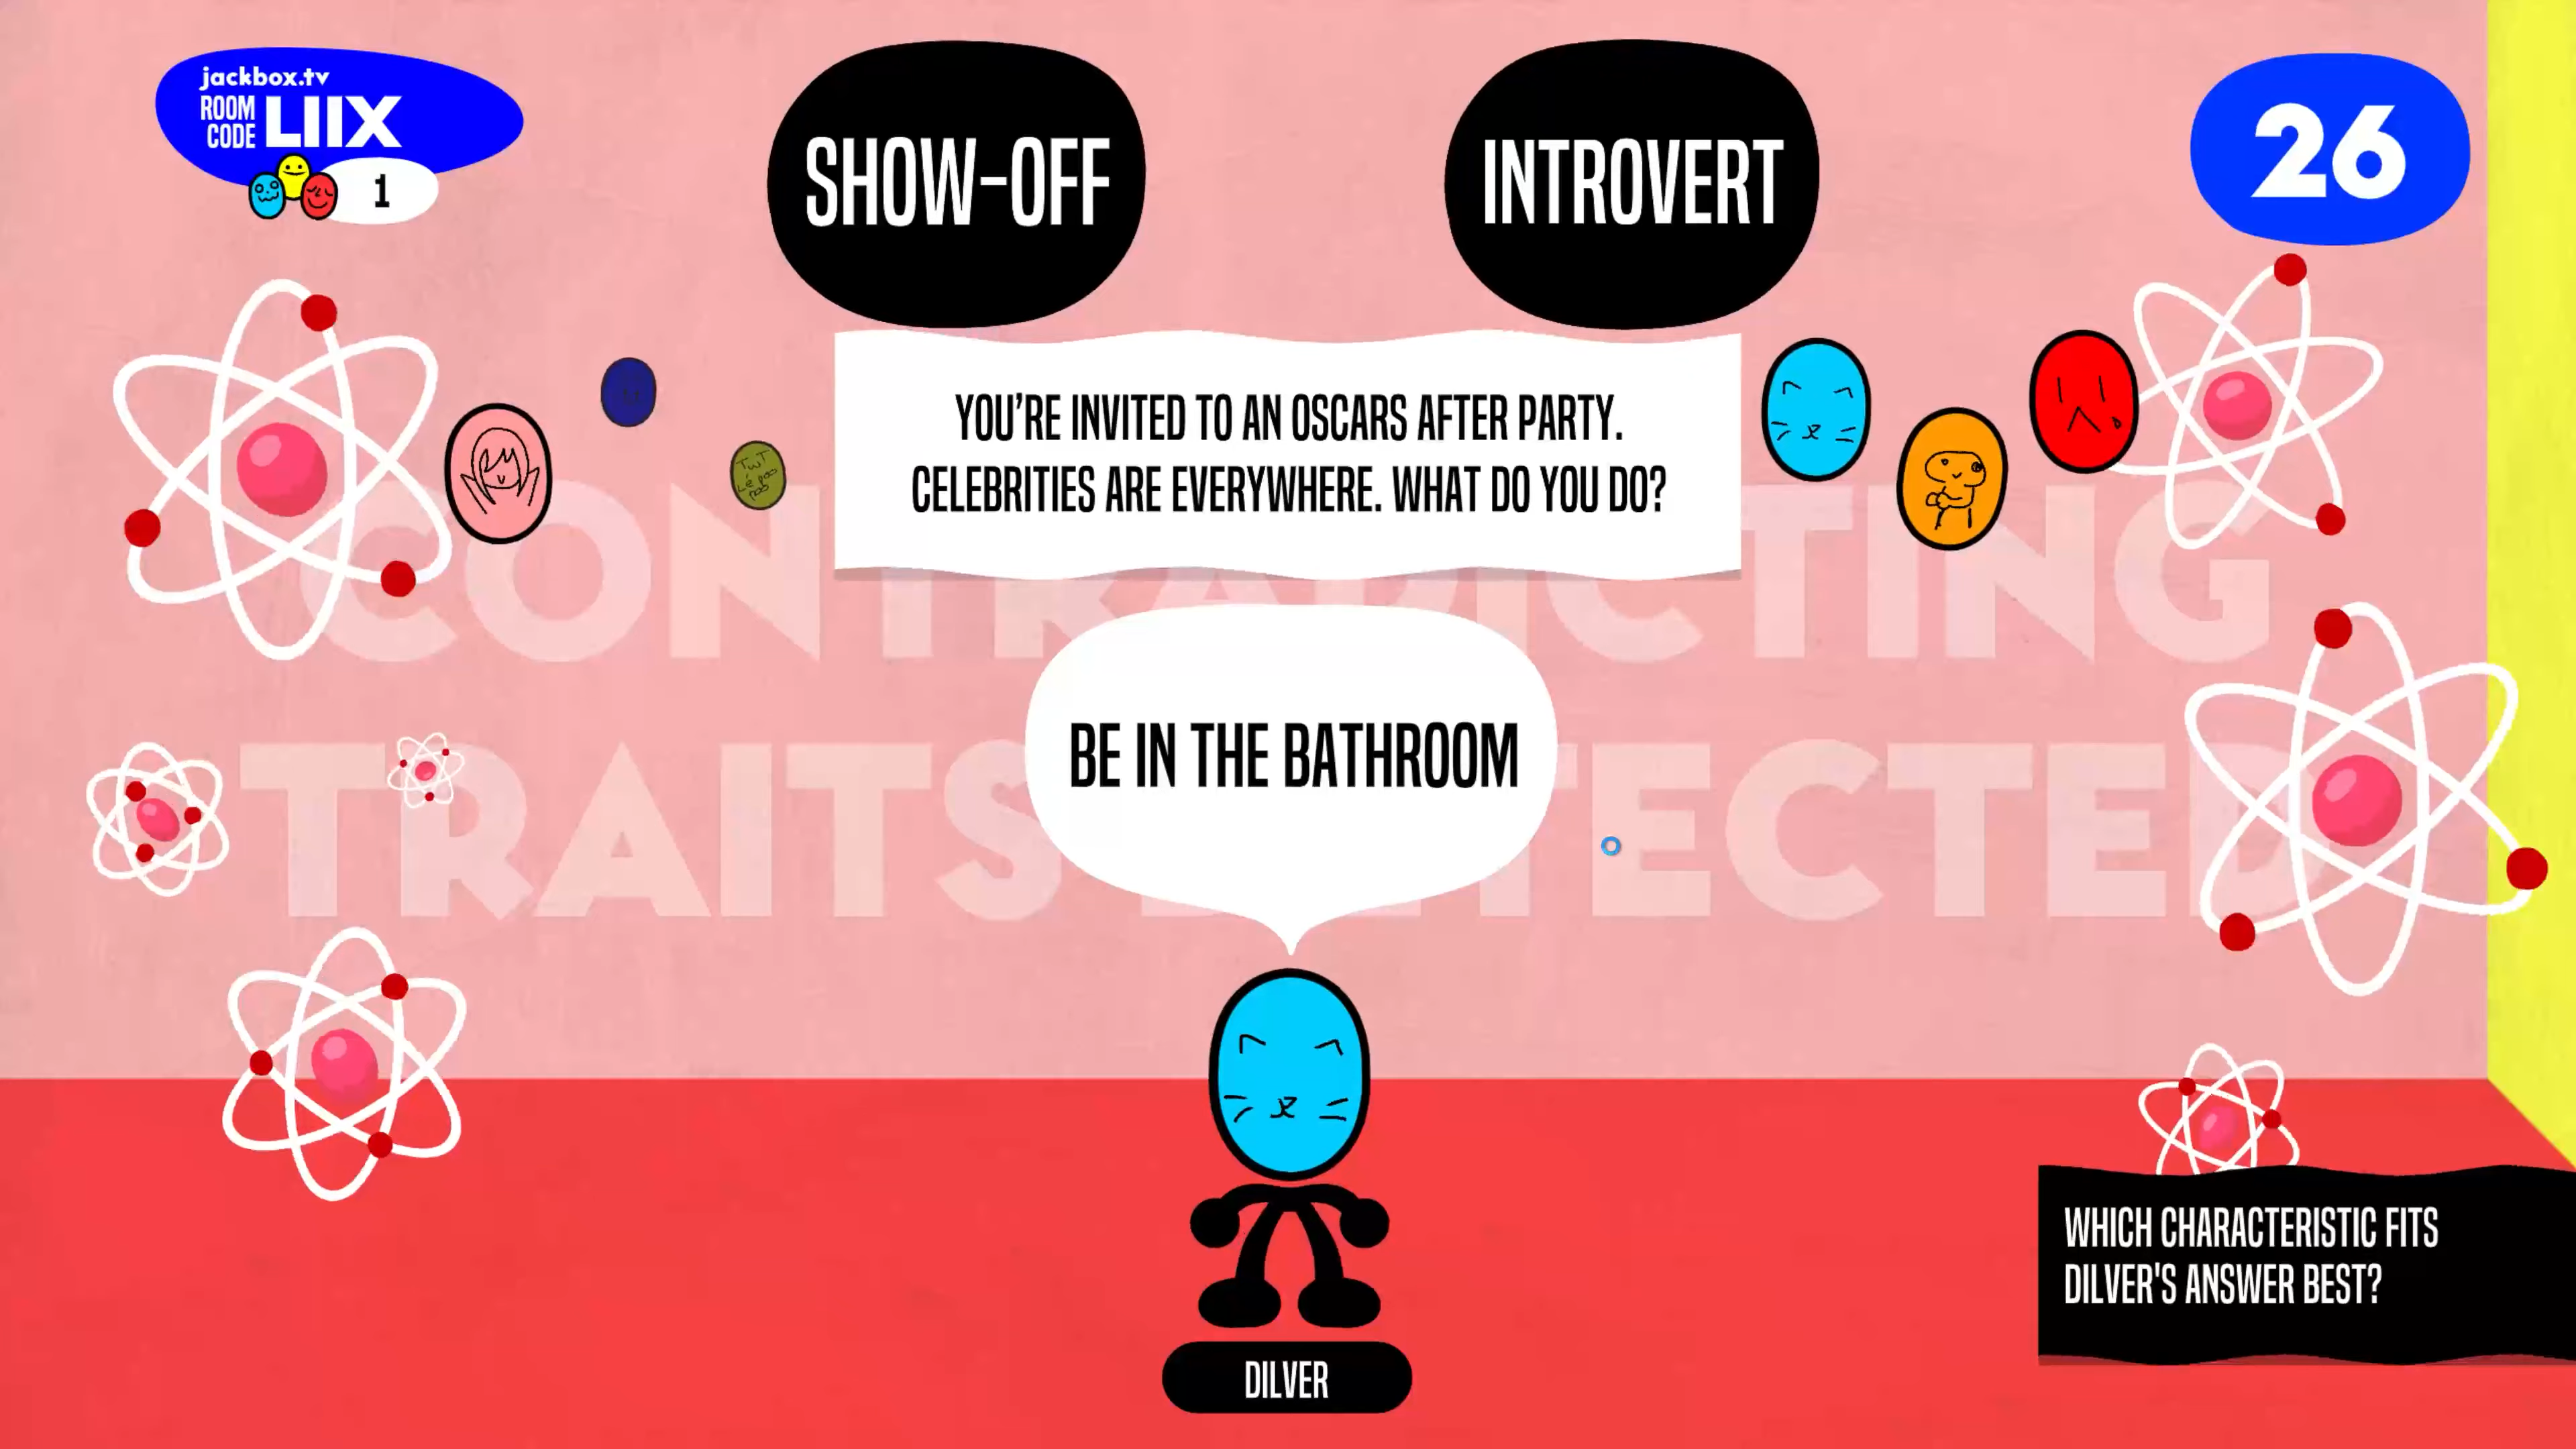 jackbox.tv
ROOM CODE LIIX
1
SHOW-OFF
INTROVERT
26
YOU'RE INVITED TO AN OSCARS AFTER PARTY.
CELEBRITIES ARE EVERYWHERE. WHAT DO YOU DO?
CONTRADICTING
TRAITS DETECTED
BE IN THE BATHROOM
WHICH CHARACTERISTIC FITS
DILVER'S ANSWER BEST?
DILVER